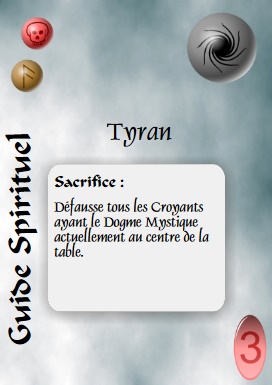 Tyran
Guide Spirituel
Sacrifice :
Défausse tous les Croyants
ayant le Dogme Mystique
actuellement au centre de la
table.
3